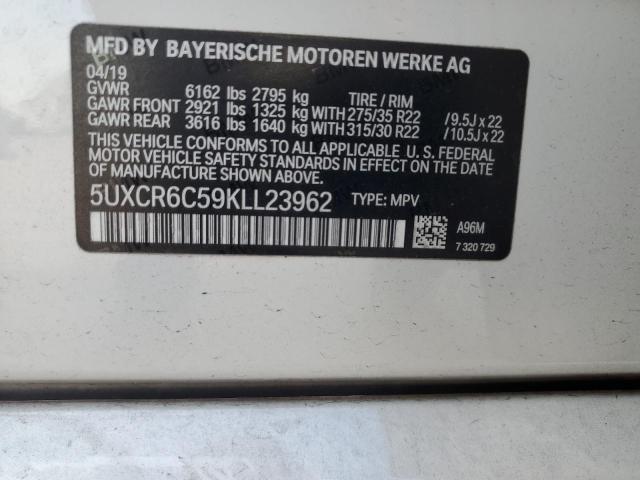 MFD BY BAYERISCHE MOTOREN WERKE AG
04/19
GVWR 6162 lbs 2795 kg TIRE / RIM
GAWR FRONT 2921 lbs 1325 kg WITH 275/35 R22 / 9.5J x 22
GAWR REAR 3616 lbs 1640 kg WITH 315/30 R22 / 10.5J x 22
THIS VEHICLE CONFORMS TO ALL APPLICABLE U. S. FEDERAL
MOTOR VEHICLE SAFETY STANDARDS IN EFFECT ON THE DATE OF
MANUFACTURE SHOWN ABOVE.
5UXCR6C59KLL23962 TYPE: MPV
A96M
7 320 729